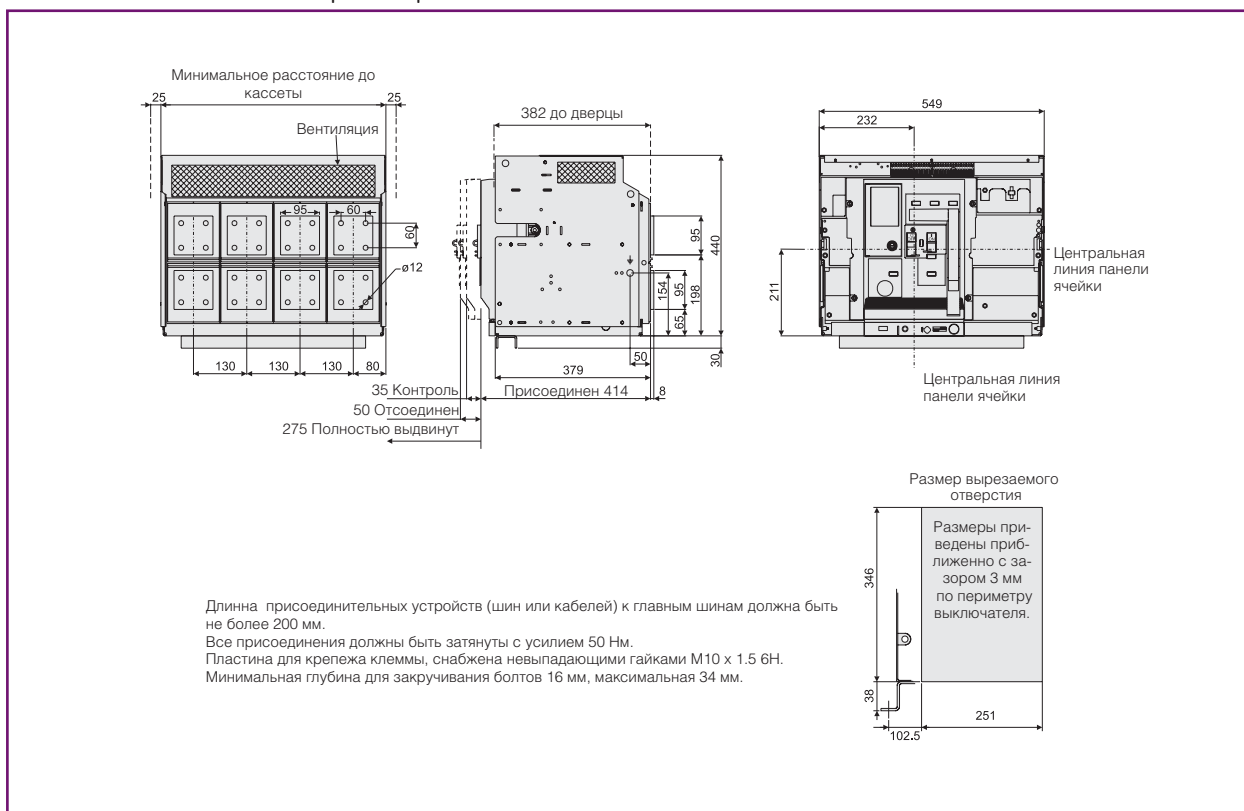 Минимальное расстояние до
кассеты
25
25
Вентиляция
95
60
60
ø12
130
130
130
80
382 до дверцы
95
440
154
95
198
65
30
50
379
35 Контроль
Присоединен 414
8
50 Отсоединен
275 Полностью выдвинут
549
232
211
Центральная
линия панели
ячейки
Центральная линия
панели ячейки
Размер вырезаемого
отверстия
Размеры при-
ведены приб-
лиженно с за-
зором 3 мм
по периметру
выключателя.
346
38
251
102.5
Длинна присоединительных устройств (шин или кабелей) к главным шинам должна быть
не более 200 мм.
Все присоединения должны быть затянуты с усилием 50 Нм.
Пластина для крепежа клеммы, снабжена невыпадающими гайками М10 х 1.5 6Н.
Минимальная глубина для закручивания болтов 16 мм, максимальная 34 мм.